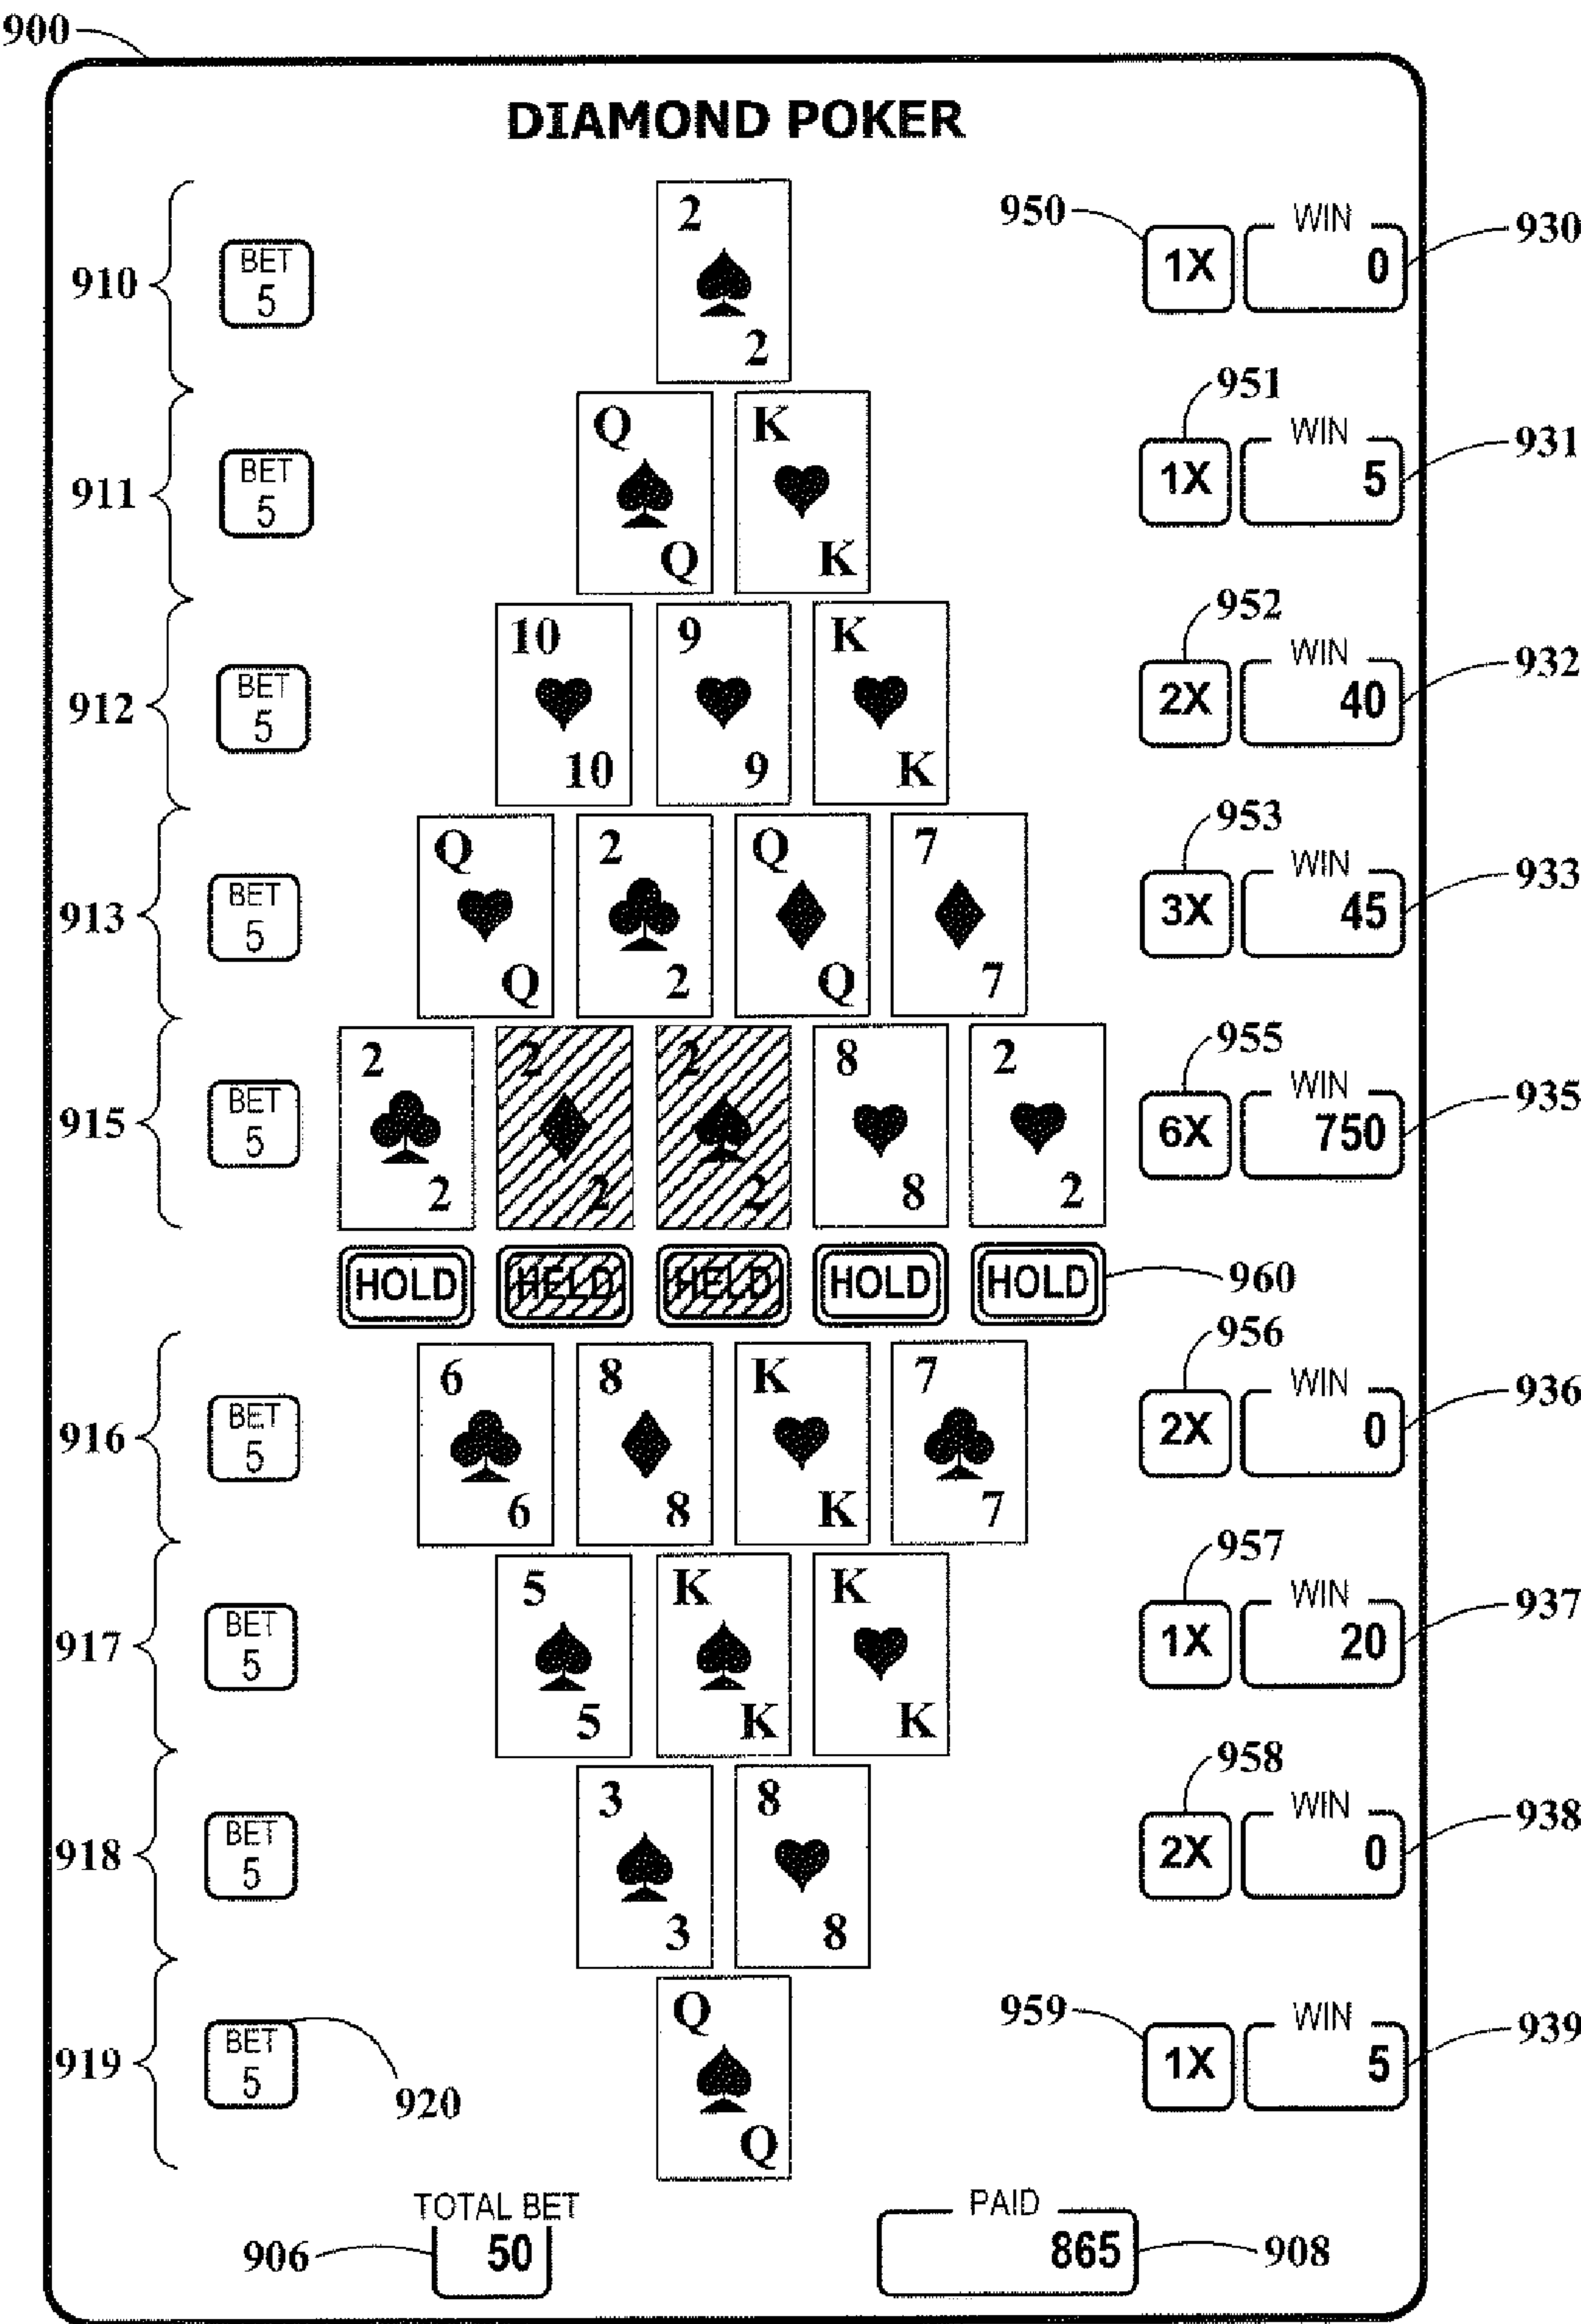 900
DIAMOND POKER
910 BET 5 2 2 950 1X WIN 0 930
911 BET 5 Q Q K K 951 1X WIN 5 931
912 BET 5 10 10 9 9 K K 952 2X WIN 40 932
913 BET 5 Q Q 2 2 Q Q 7 7 953 3X WIN 45 933
915 BET 5 2 2 2 2 2 2 8 8 2 2 955 6X WIN 750 935
HOLD HELD HELD HOLD HOLD 960
916 BET 5 6 6 8 8 K K 7 7 956 2X WIN 0 936
917 BET 5 5 5 K K K K 957 1X WIN 20 937
918 BET 5 3 3 8 8 958 2X WIN 0 938
919 BET 5 920 Q Q 959 1X WIN 5 939
TOTAL BET PAID
906 50 865 908